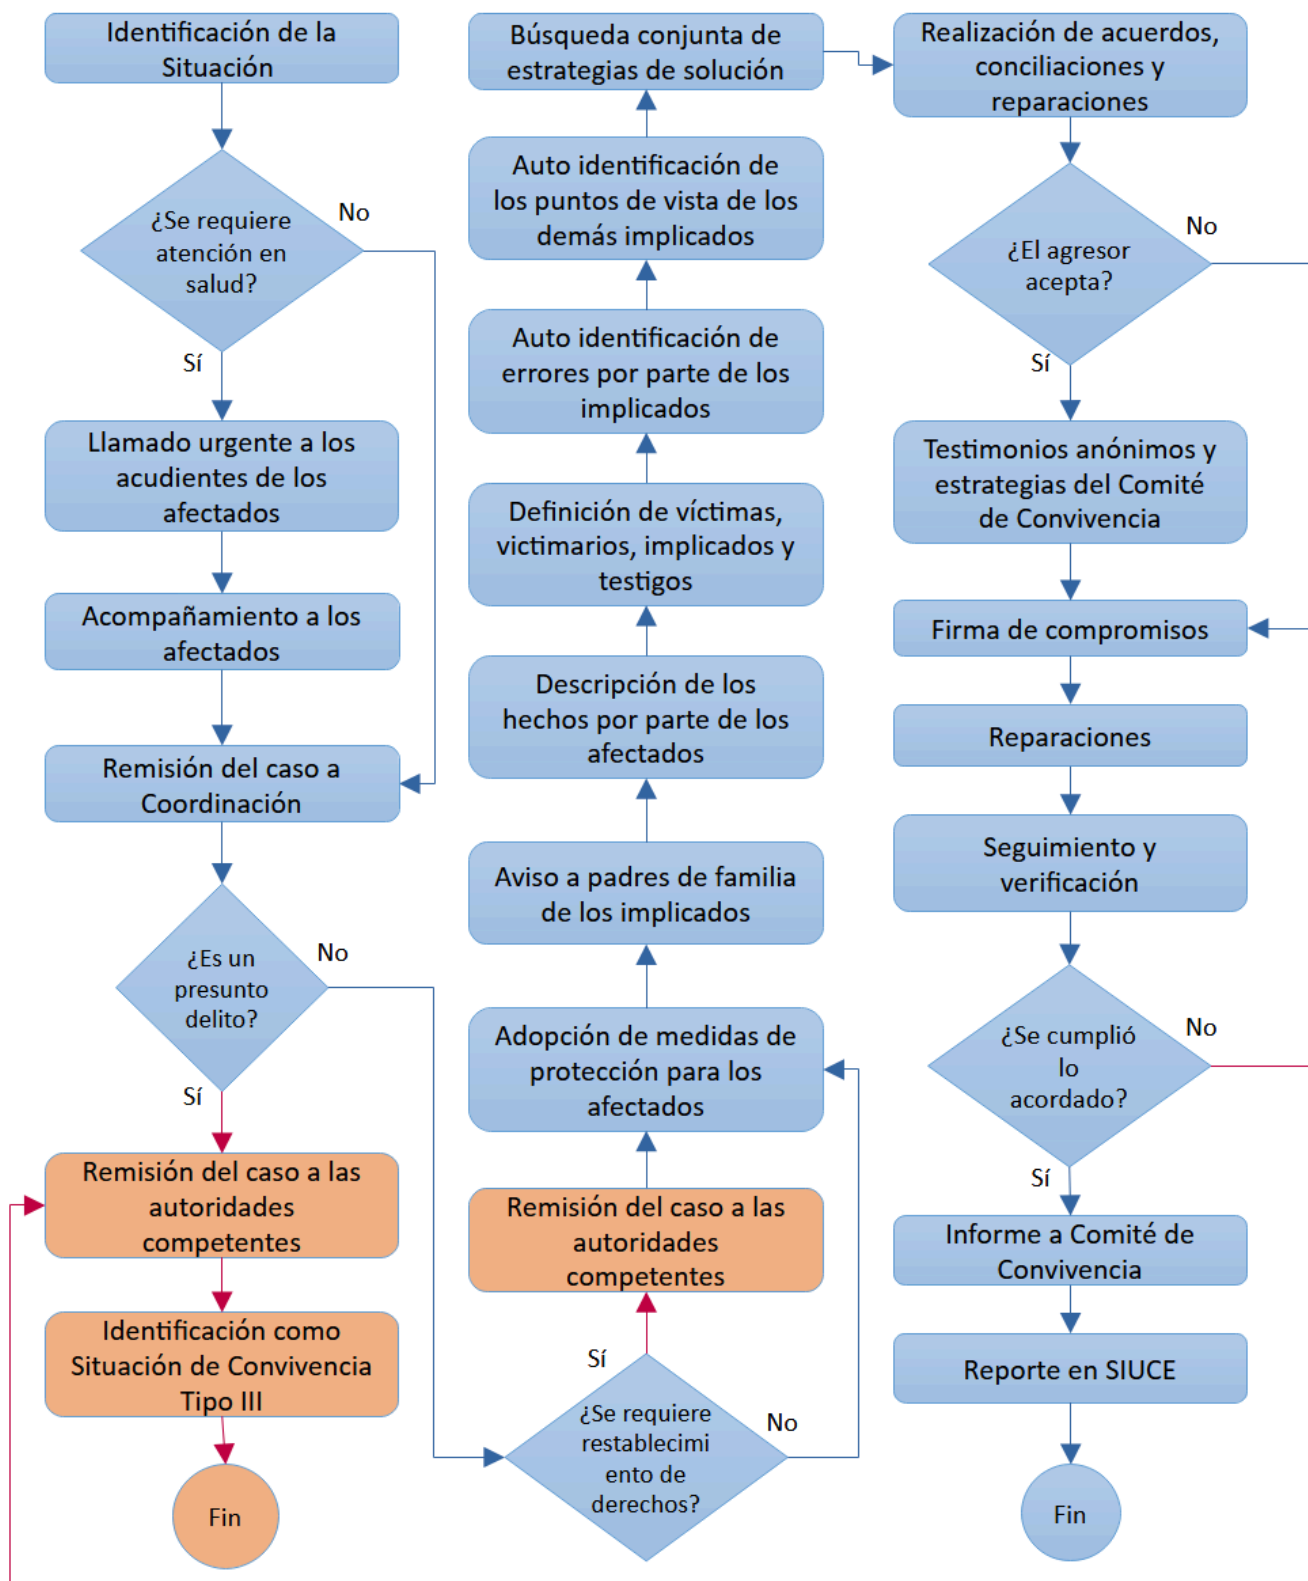 Identificación de la
Situación
¿Se requiere
atención en
salud?
No
Sí
Llamado urgente a los
acudientes de los
afectados
Acompañamiento a los
afectados
Remisión del caso a
Coordinación
¿Es un
presunto
delito?
No
Sí
Remisión del caso a las
autoridades
competentes
Identificación como
Situación de Convivencia
Tipo III
Fin
Búsqueda conjunta de
estrategias de solución
Auto identificación de
los puntos de vista de los
demás implicados
Auto identificación de
errores por parte de los
implicados
Definición de víctimas,
victimarios, implicados y
testigos
Descripción de los
hechos por parte de los
afectados
Aviso a padres de familia
de los implicados
Adopción de medidas de
protección para los
afectados
Remisión del caso a las
autoridades
competentes
Sí
¿Se requiere
restablecimi
ento de
derechos?
No
Realización de acuerdos,
conciliaciones y
reparaciones
¿El agresor
acepta?
No
Sí
Testimonios anónimos y
estrategias del Comité
de Convivencia
Firma de compromisos
Reparaciones
Seguimiento y
verificación
¿Se cumplió
lo
acordado?
No
Sí
Informe a Comité de
Convivencia
Reporte en SIUCE
Fin